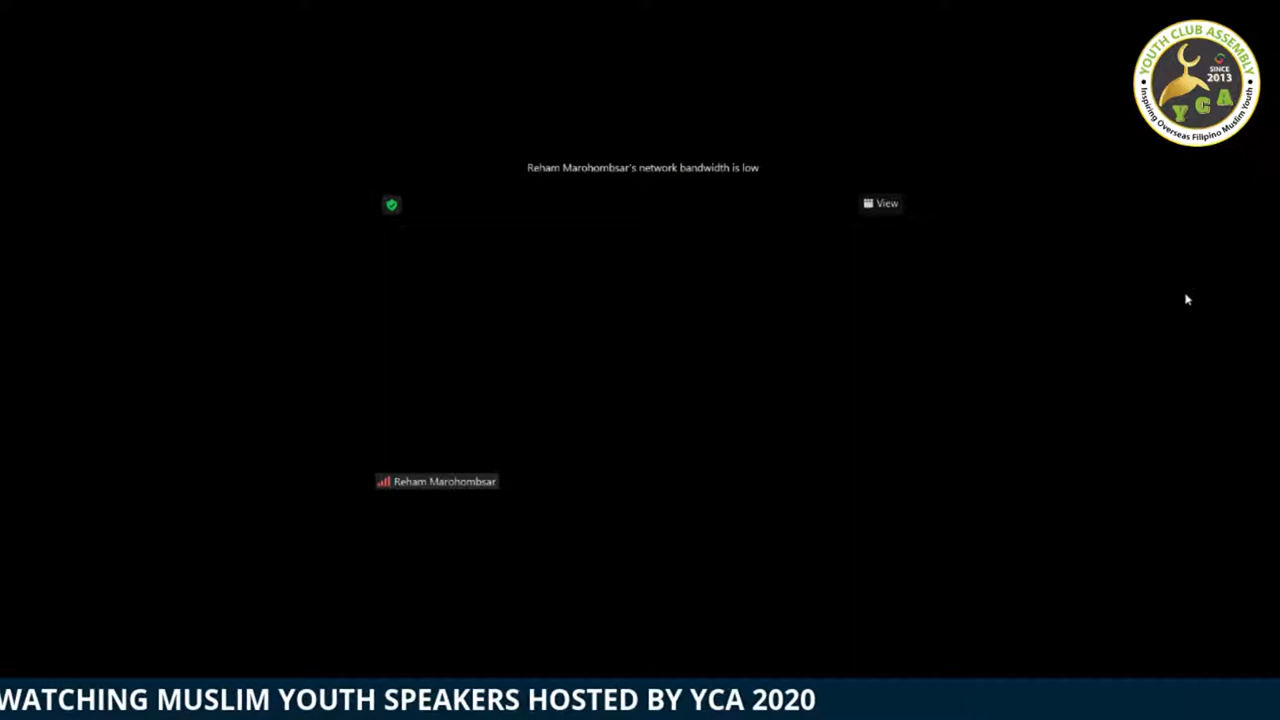 YOUTH CLUB ASSEMBLY
SINCE
2013
YCA
Inspiring Overseas Filipino Muslim Youth
Reham Marohombsar's network bandwidth is low
View
Reham Marohombsar
WATCHING MUSLIM YOUTH SPEAKERS HOSTED BY YCA 2020